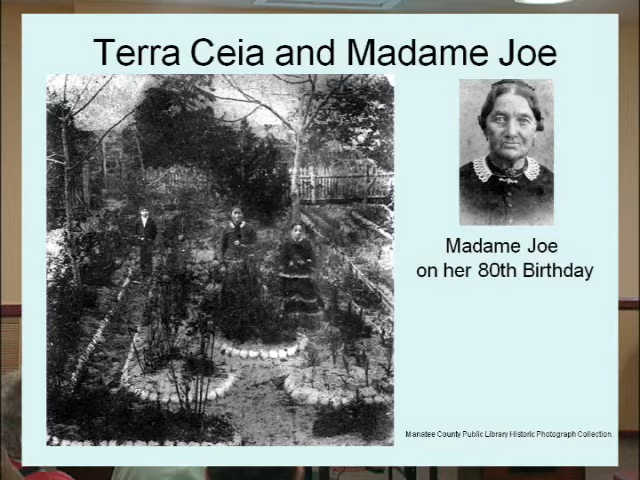 Terra Ceia and Madame Joe
Madame Joe
on her 80th Birthday
Manatee County Public Library Historic Photograph Collection.